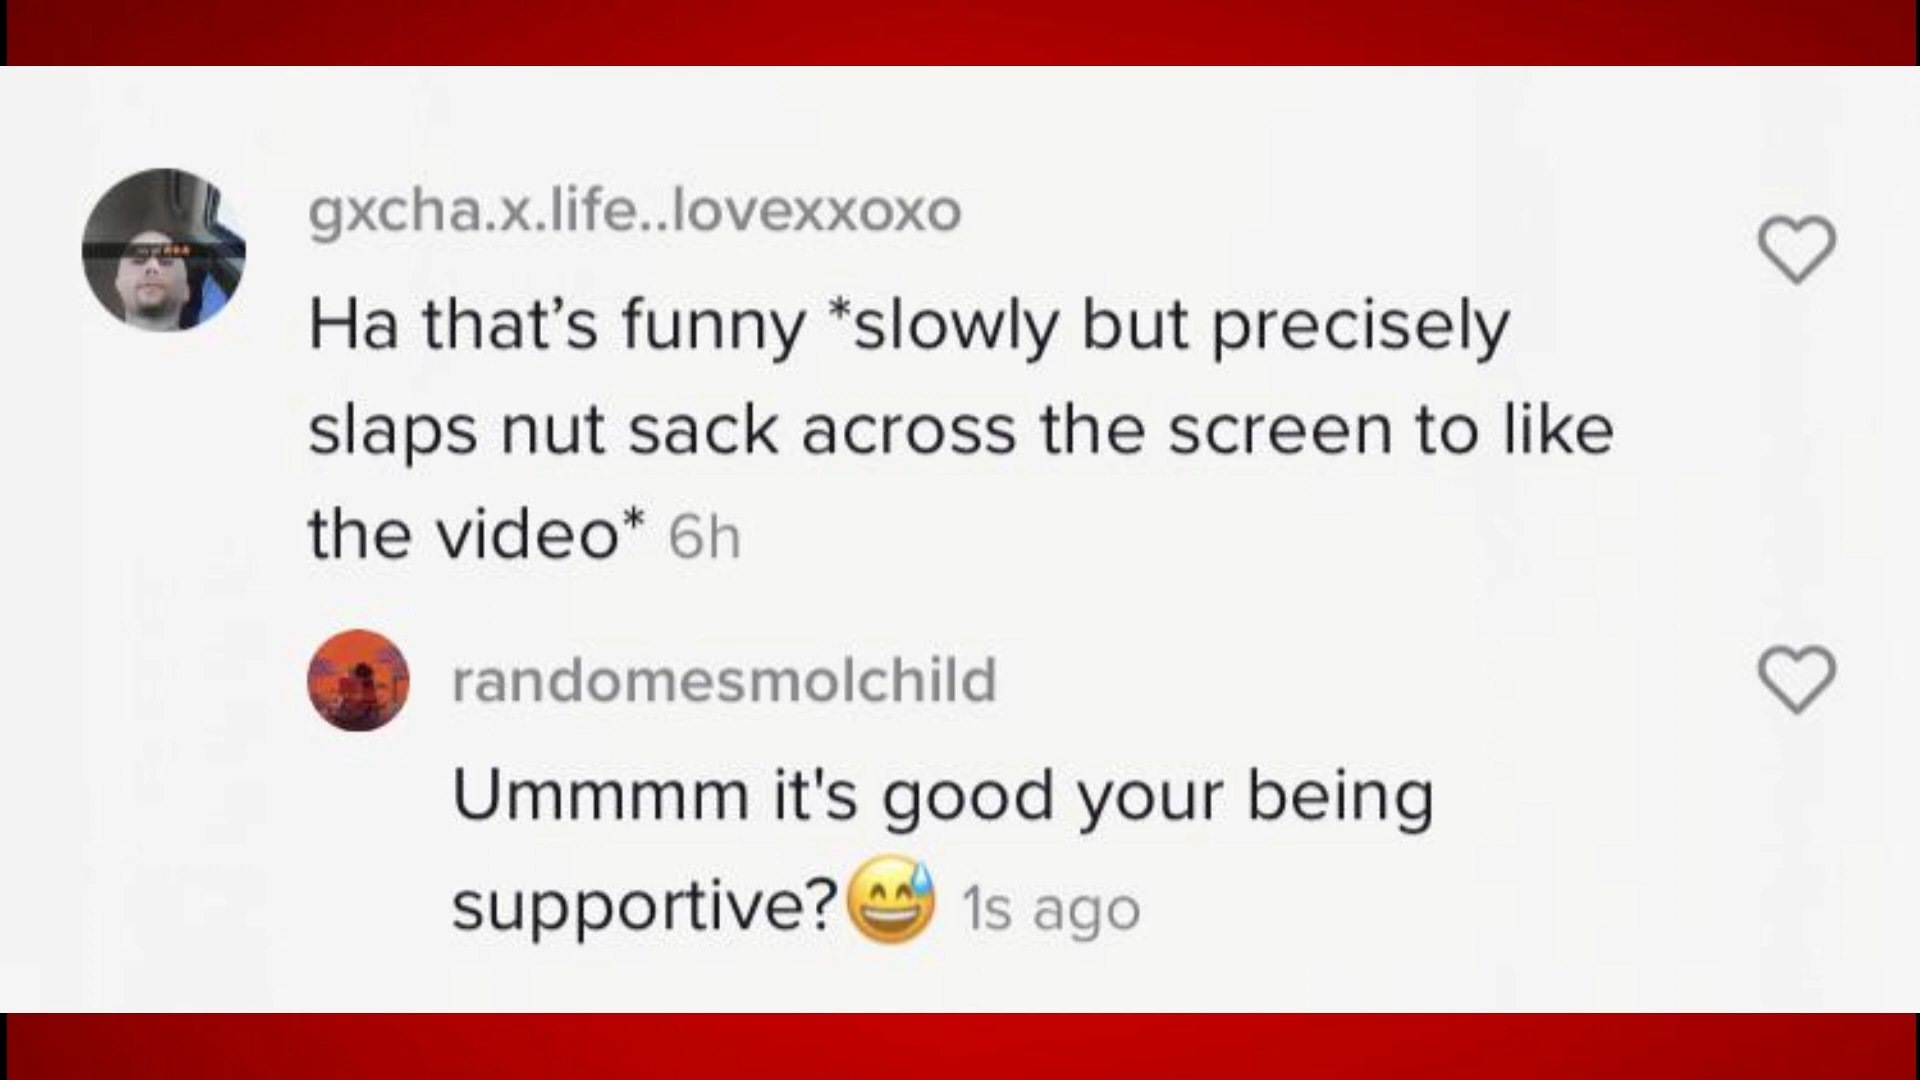 gxcha.x.life..lovexxoxo
Ha that’s funny *slowly but precisely
slaps nut sack across the screen to like
the video* 6h
randomesmolchild
Ummmm it's good your being
supportive?😅 1s ago